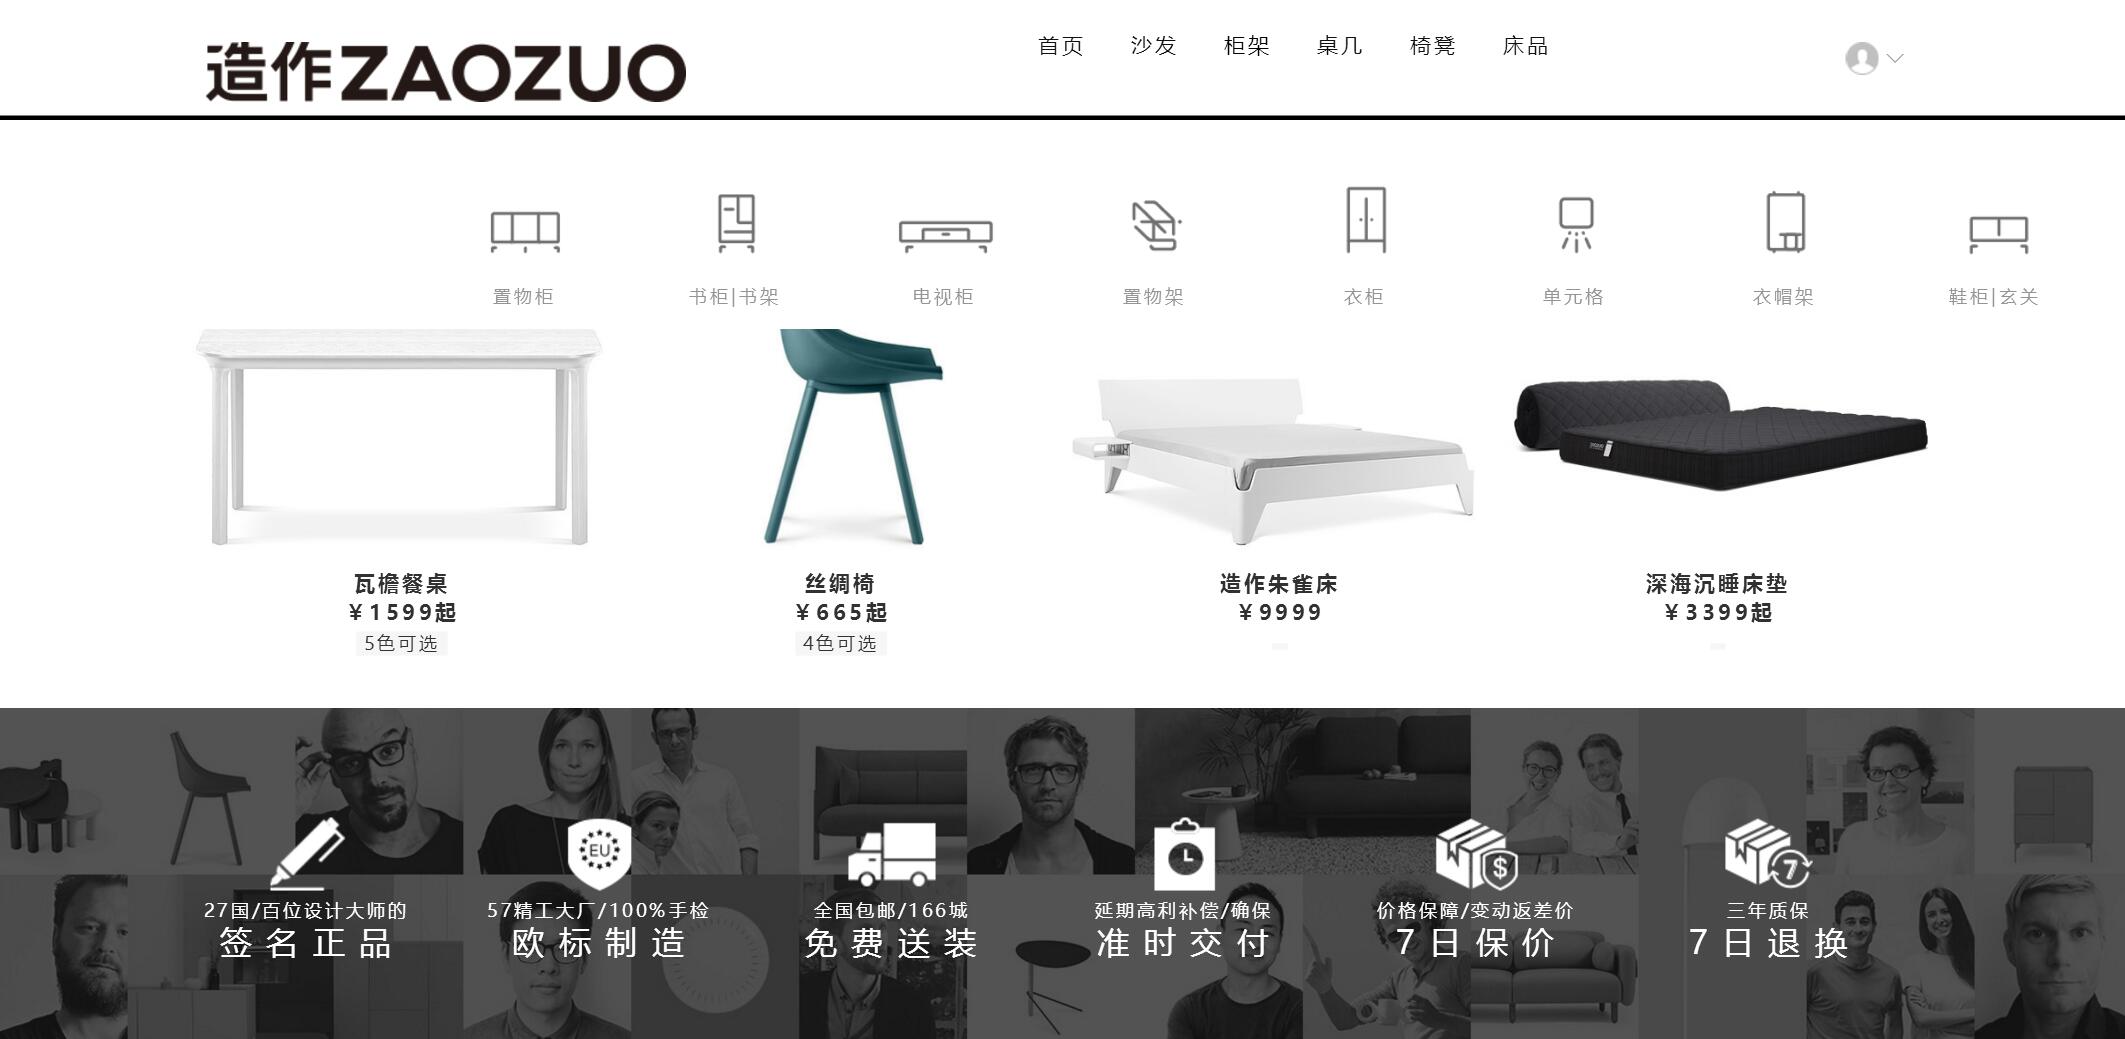 造作ZAOZUO
首页 沙发 柜架 桌几 椅凳 床品
置物柜 书柜|书架 电视柜 置物架 衣柜 单元格 衣帽架 鞋柜|玄关
瓦檐餐桌
¥1599起
5色可选
丝绸椅
¥665起
4色可选
造作朱雀床
¥9999
深海沉睡床垫
¥3399起
EU
$
7
27国/百位设计大师的
签名正品
57精工大厂/100%手检
欧标制造
全国包邮/166城
免费送装
延期高利补偿/确保
准时交付
价格保障/变动返差价
7日保价
三年质保
7日退换